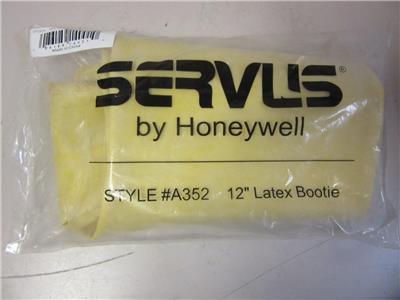 SERVUS®
by Honeywell
STYLE #A352 12" Latex Bootie